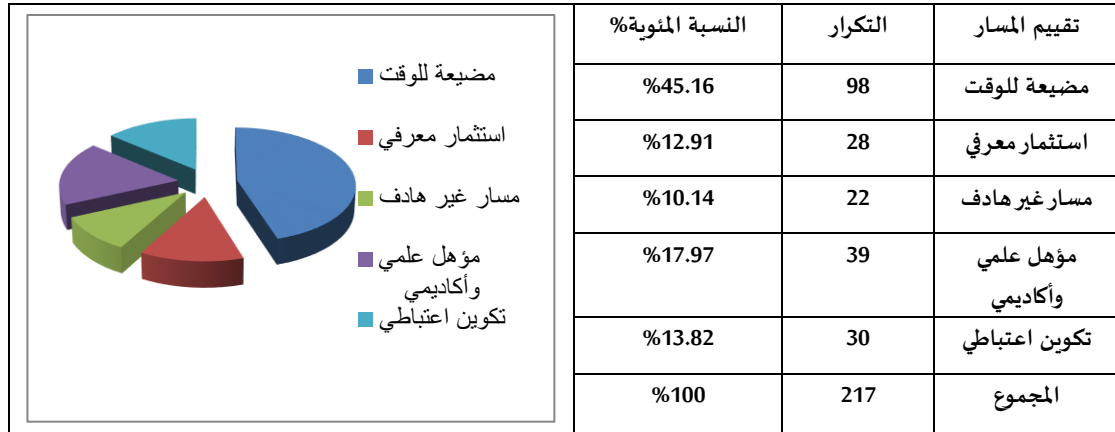 تقييم المسار التكرار النسبة المئوية%
مضيعة للوقت 98 %45.16
استثمار معرفي 28 %12.91
مسار غير هادف 22 %10.14
مؤهل علمي
وأكاديمي 39 %17.97
تكوين اعتباطي 30 %13.82
المجموع 217 %100
مضيعة للوقت
استثمار معرفي
مسار غير هادف
مؤهل علمي
وأكاديمي
تكوين اعتباطي